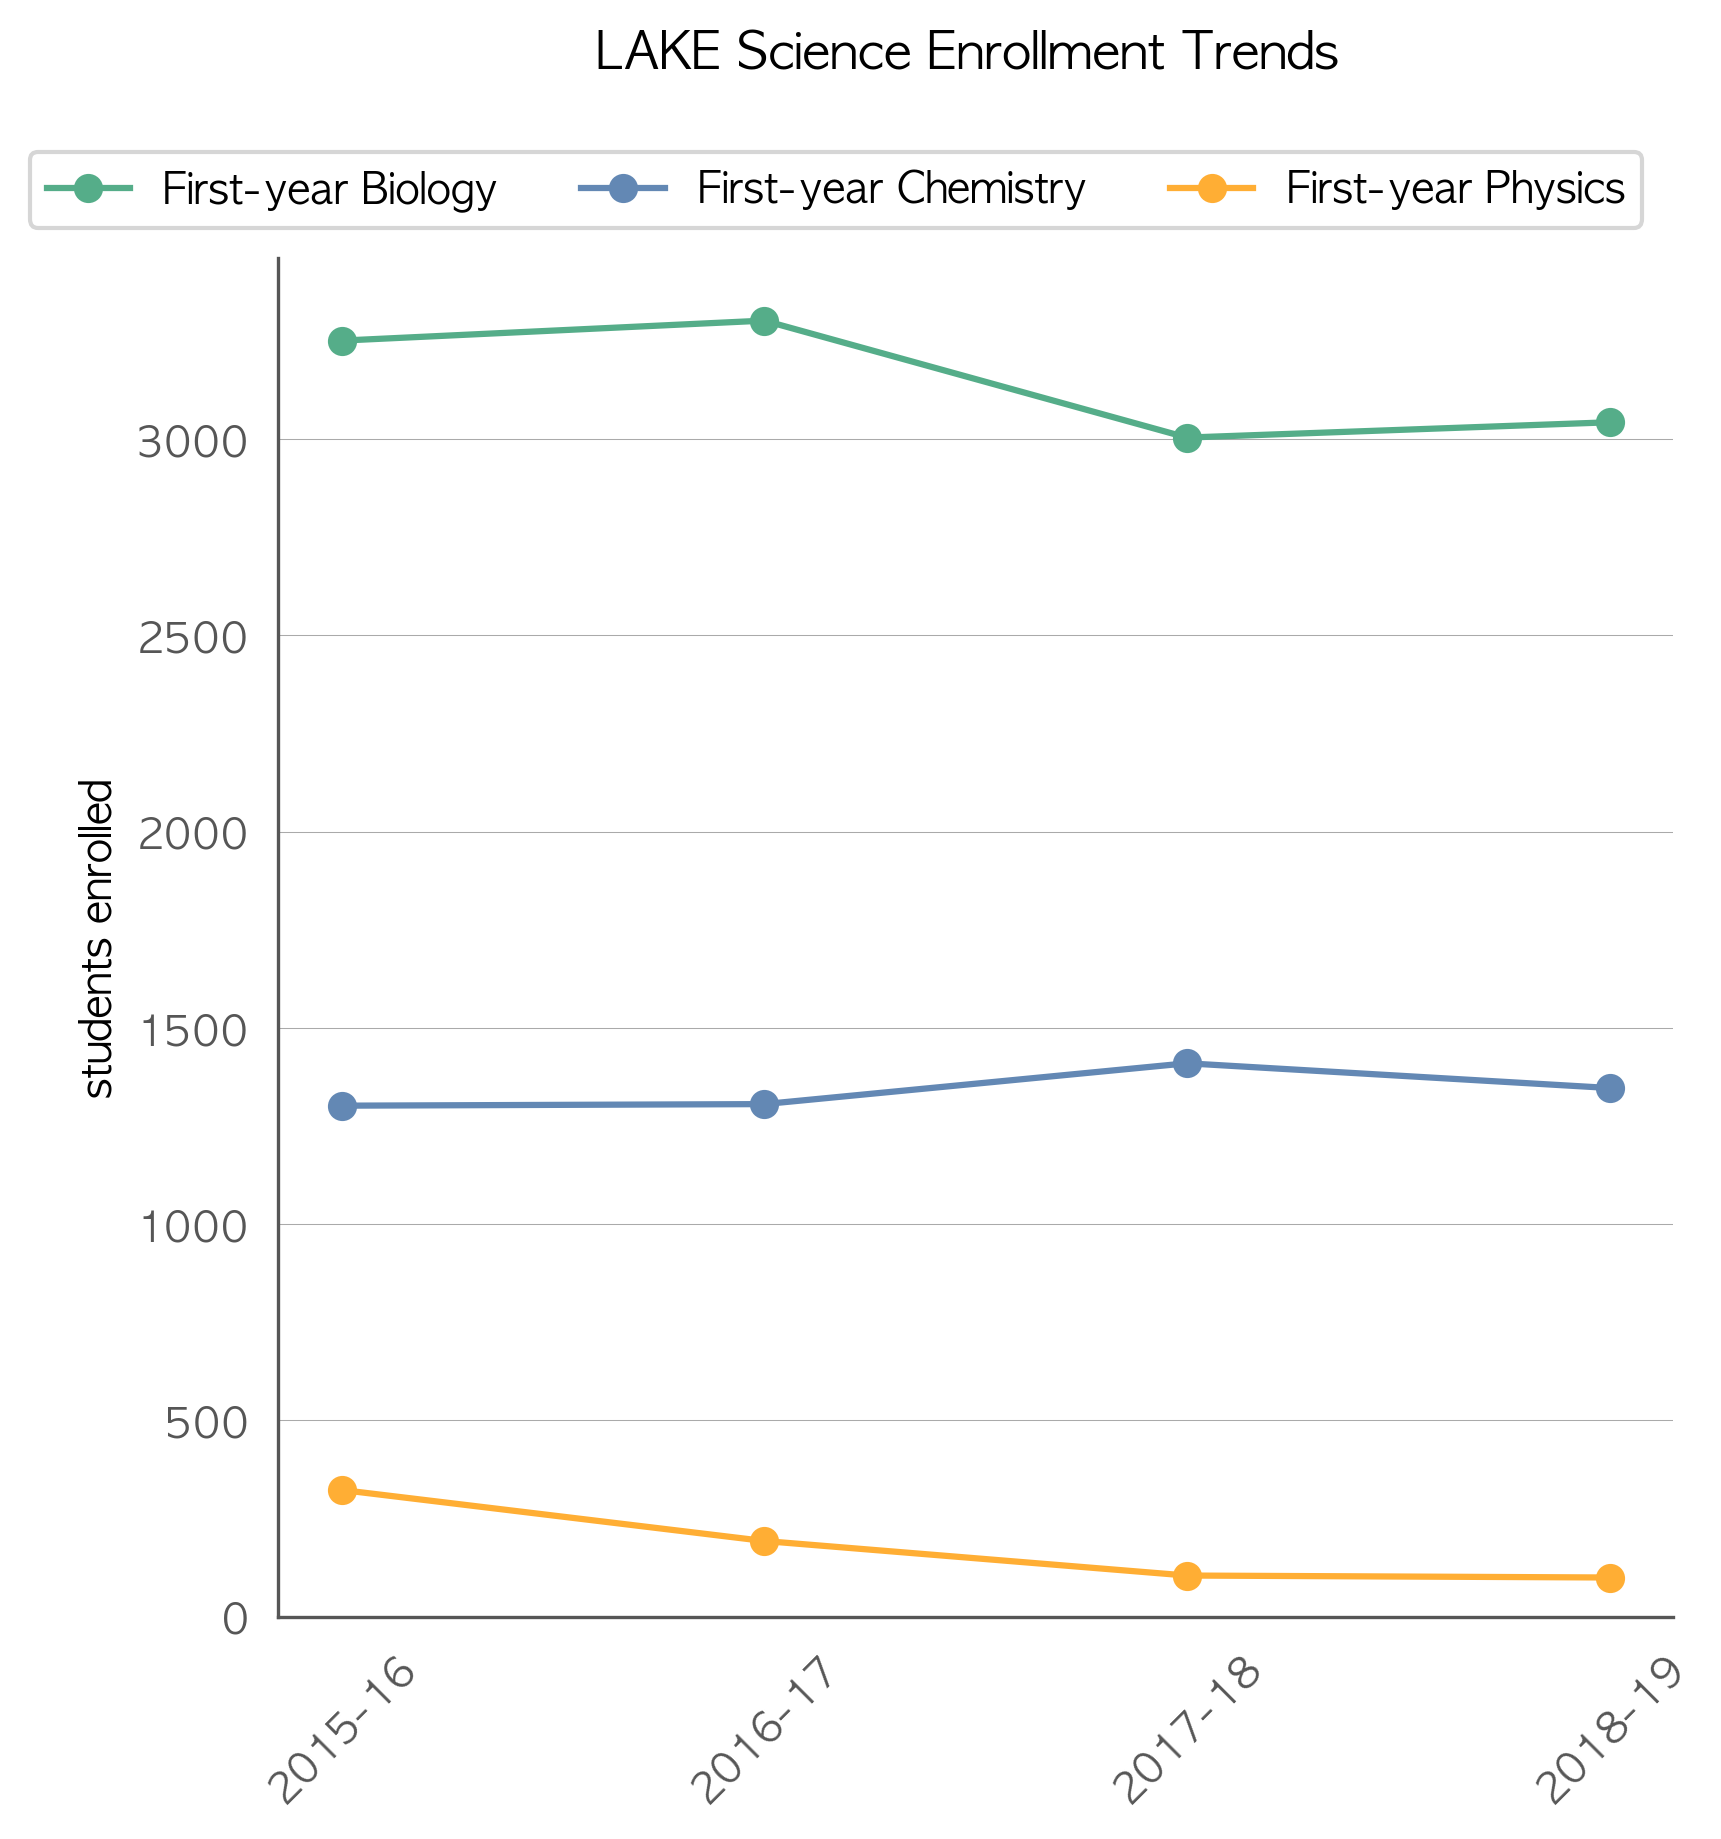 LAKE Science Enrollment Trends
First-year Biology First-year Chemistry First-year Physics
3000
2500
2000
1500
1000
500
0
students enrolled
2015-16 2016-17 2017-18 2018-19